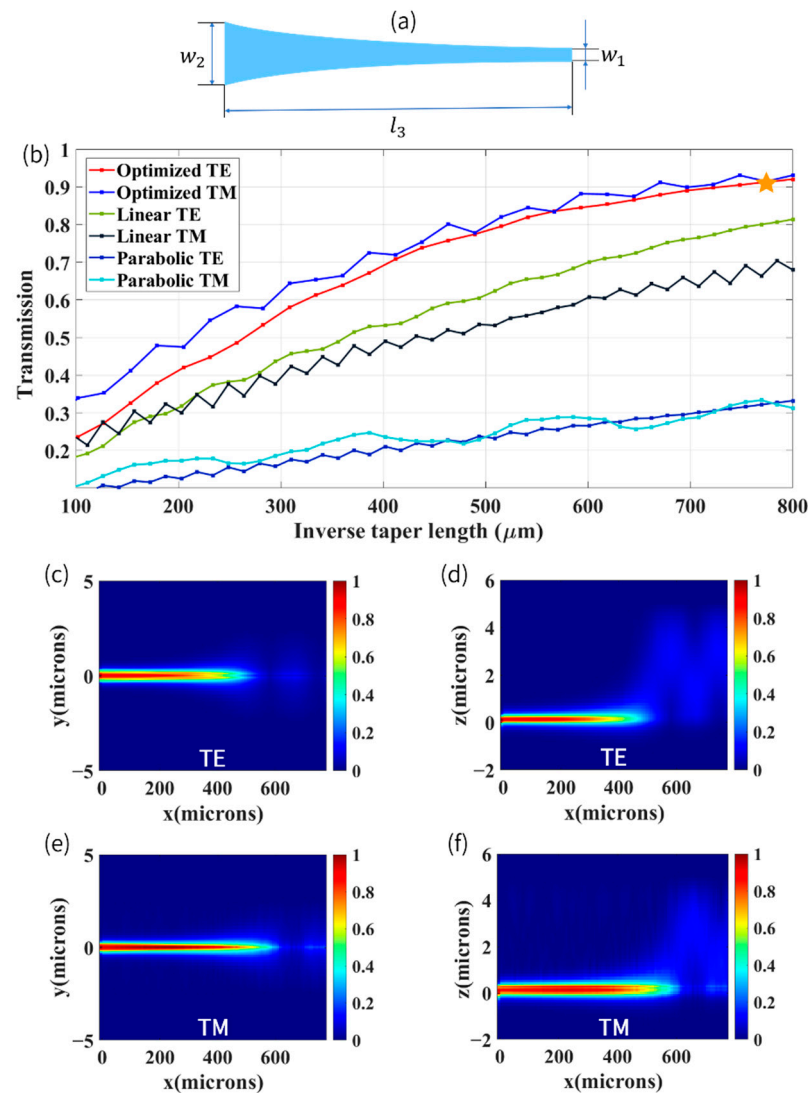 (a)
w₂
w₁
l₃
(b)
1
0.9
0.8
0.7
0.6
0.5
0.4
0.3
0.2
Transmission
Optimized TE
Optimized TM
Linear TE
Linear TM
Parabolic TE
Parabolic TM
100 200 300 400 500 600 700 800
Inverse taper length (μm)
(c)
5
0
−5
y(microns)
TE
0 200 400 600
x(microns)
1
0.8
0.6
0.4
0.2
0
(d)
6
4
2
0
−2
z(microns)
TE
0 200 400 600
x(microns)
1
0.8
0.6
0.4
0.2
0
(e)
5
0
−5
y(microns)
TM
0 200 400 600
x(microns)
1
0.8
0.6
0.4
0.2
0
(f)
6
4
2
0
−2
z(microns)
TM
0 200 400 600
x(microns)
1
0.8
0.6
0.4
0.2
0